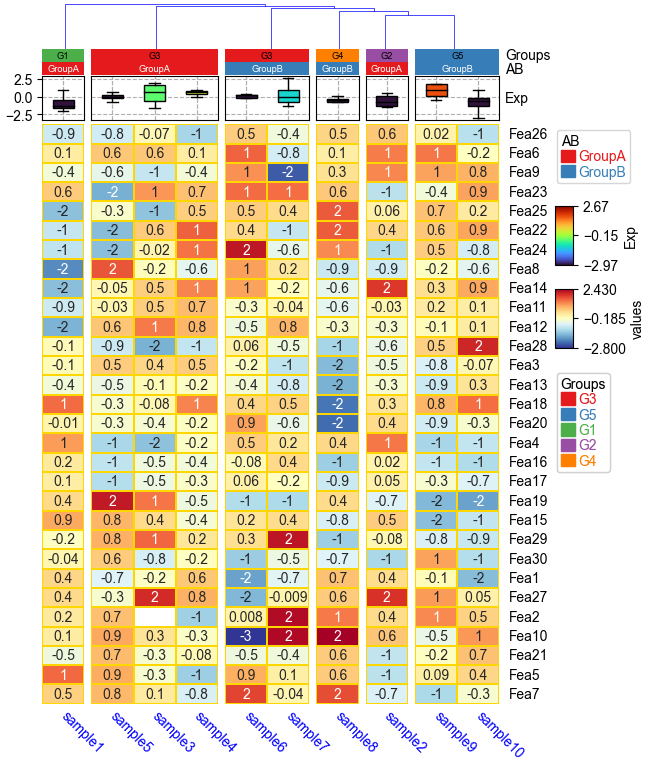 G1 G3 G3 G4 G2 G5 Groups
GroupA GroupA GroupB GroupB GroupA GroupB AB
2.5
0.0 Exp
−2.5
-0.9 -0.8 -0.07 -1 0.5 -0.4 0.5 0.6 0.02 -1 Fea26
0.1 0.6 0.6 0.1 1 -0.8 0.1 1 1 -0.2 Fea6
-0.4 -0.6 -1 -0.4 1 -2 0.3 1 1 0.8 Fea9
0.6 -2 1 0.7 1 1 0.6 -1 -0.4 0.9 Fea23
-2 -0.3 -1 0.5 0.5 0.4 2 0.06 0.7 0.2 Fea25
-1 -2 0.6 1 0.4 -1 2 0.4 0.6 0.9 Fea22
-1 -2 -0.02 1 2 -0.6 1 -1 0.5 -0.8 Fea24
-2 2 -0.2 -0.6 1 0.2 -0.9 -0.9 -0.2 -0.6 Fea8
-2 -0.05 0.5 1 1 -0.2 -0.6 2 0.3 0.9 Fea14
-0.9 -0.03 0.5 0.7 -0.3 -0.04 -0.6 -0.03 0.2 0.1 Fea11
-2 0.6 1 0.8 -0.5 0.8 -0.3 -0.3 -0.1 0.1 Fea12
-0.1 -0.9 -2 -1 0.06 -0.5 -1 -0.6 0.5 2 Fea28
-0.1 0.5 0.4 0.5 -0.2 -1 -2 -0.5 -0.8 -0.07 Fea3
-0.4 -0.5 -0.1 -0.2 -0.4 -0.8 -2 -0.3 -0.9 0.3 Fea13
1 -0.3 -0.08 1 0.4 0.5 -2 0.3 0.8 1 Fea18
-0.01 -0.3 -0.4 -0.2 0.9 -0.6 -2 0.4 -0.9 -0.3 Fea20
1 -1 -2 -0.2 0.5 0.2 0.4 1 -1 -1 Fea4
0.2 -1 -0.5 -0.4 -0.08 0.4 -1 0.02 -1 -1 Fea16
0.1 -1 -0.5 -0.3 0.06 -0.2 -0.9 0.05 -0.3 -0.7 Fea17
0.4 2 1 -0.5 -1 -1 0.4 -0.7 -2 -2 Fea19
0.9 0.8 0.4 -0.4 0.2 0.4 -0.8 0.5 -2 -1 Fea15
-0.2 0.8 1 0.2 0.3 2 -1 -0.08 -0.8 -0.9 Fea29
-0.04 0.6 -0.8 -0.2 -1 -0.5 -0.7 -1 1 -1 Fea30
0.4 -0.7 -0.2 0.6 -2 -0.7 0.7 0.4 -0.1 -2 Fea1
0.4 -0.3 2 0.8 -2 -0.009 0.6 2 1 0.05 Fea27
0.2 0.7 -1 0.008 2 1 0.4 1 0.5 Fea2
0.1 0.9 0.3 -0.3 -3 2 2 0.6 -0.5 1 Fea10
-0.5 0.7 -0.3 -0.08 -0.5 -0.4 0.6 -1 -0.2 0.7 Fea21
1 0.9 -0.3 -1 0.9 0.1 0.6 -1 0.09 0.4 Fea5
0.5 0.8 0.1 -0.8 2 -0.04 2 -0.7 -1 -0.3 Fea7
sample1 sample5 sample3 sample4 sample6 sample7 sample8 sample2 sample9 sample10
AB
GroupA
GroupB
2.67
-0.15
-2.97
Exp
2.430
-0.185
-2.800
values
Groups
G3
G5
G1
G2
G4